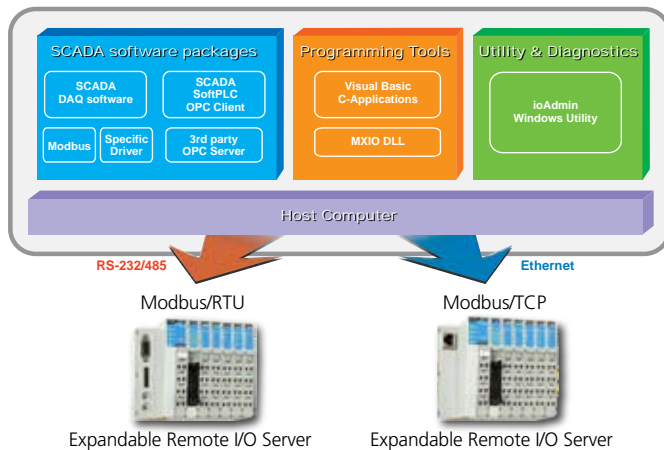 SCADA software packages
SCADA
DAQ software
SCADA
SoftPLC
OPC Client
Modbus
Specific
Driver
3rd party
OPC Server
Programming Tools
Visual Basic
C-Applications
MXIO DLL
Utility & Diagnostics
ioAdmin
Windows Utility
Host Computer
RS-232/485
Ethernet
Modbus/RTU
Modbus/TCP
Expandable Remote I/O Server
Expandable Remote I/O Server